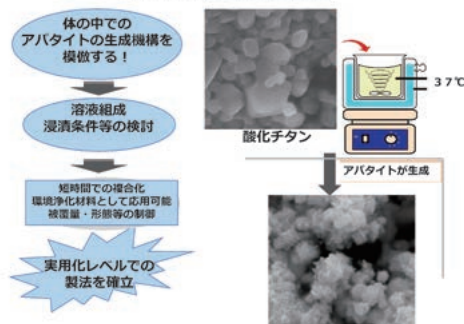 体の中での
アパタイトの生成機構を
模倣する！
溶液組成
浸漬条件等の検討
短時間での複合化
環境浄化材料として応用可能
被覆量・形態等の制御
実用化レベルでの
製法を確立
酸化チタン
３７℃
アパタイトが生成